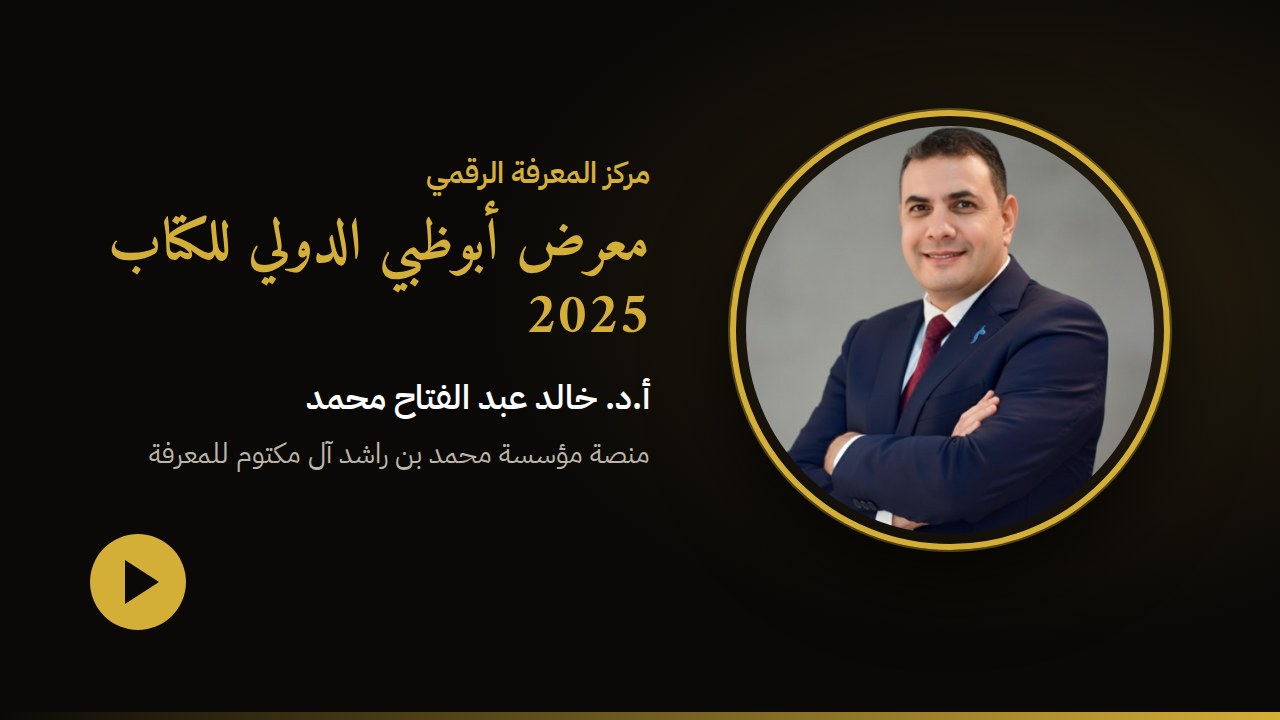 مركز المعرفة الرقمي
معرض أبوظبي الدولي للكتاب
2025
أ.د. خالد عبد الفتاح محمد
منصة مؤسسة محمد بن راشد آل مكتوم للمعرفة